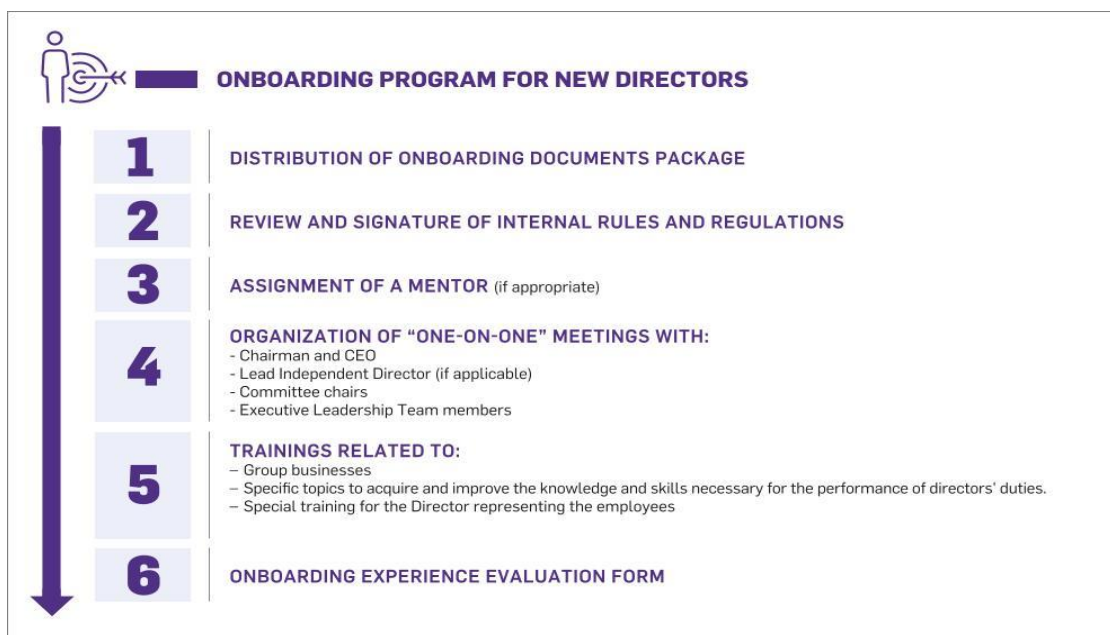 ONBOARDING PROGRAM FOR NEW DIRECTORS
1
DISTRIBUTION OF ONBOARDING DOCUMENTS PACKAGE
2
REVIEW AND SIGNATURE OF INTERNAL RULES AND REGULATIONS
3
ASSIGNMENT OF A MENTOR (if appropriate)
4
ORGANIZATION OF “ONE-ON-ONE” MEETINGS WITH:
- Chairman and CEO
- Lead Independent Director (if applicable)
- Committee chairs
- Executive Leadership Team members
5
TRAININGS RELATED TO:
– Group businesses
– Specific topics to acquire and improve the knowledge and skills necessary for the performance of directors' duties.
– Special training for the Director representing the employees
6
ONBOARDING EXPERIENCE EVALUATION FORM